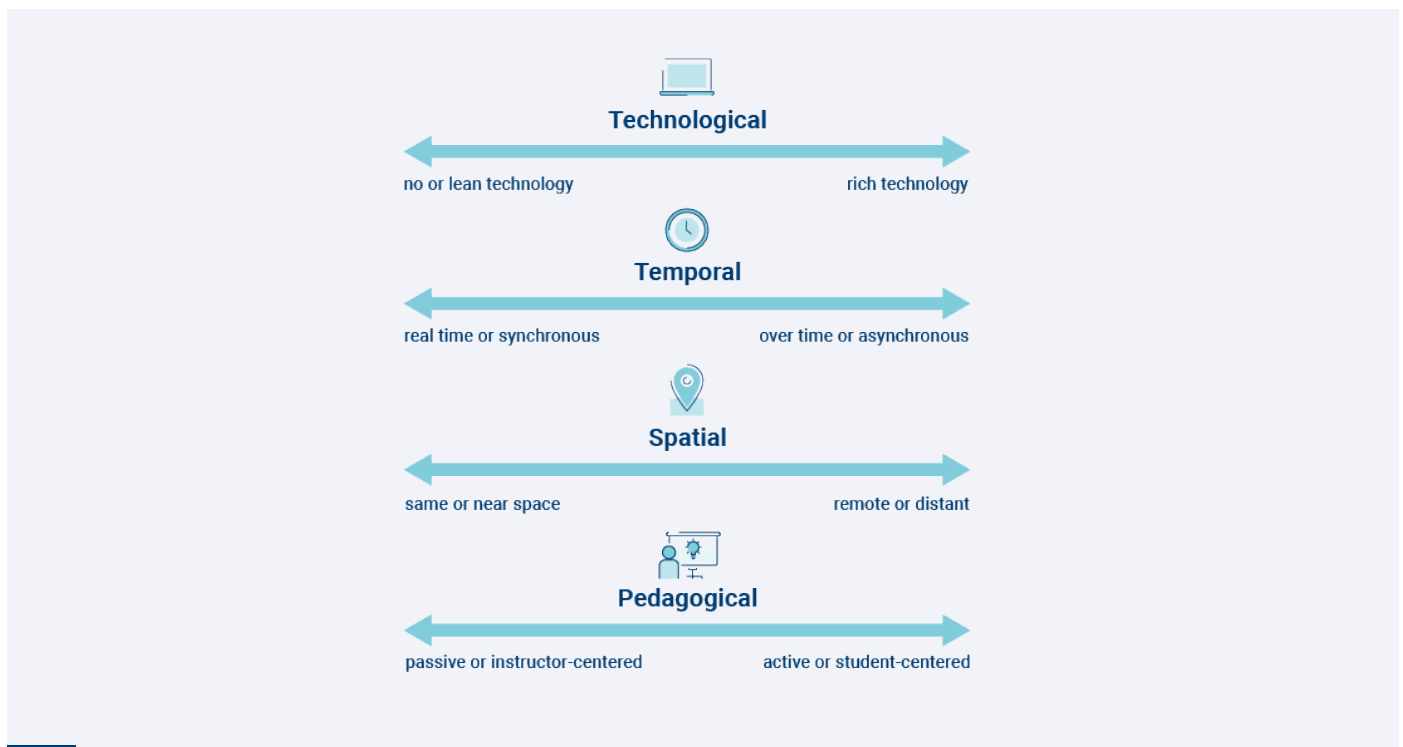 Technological
no or lean technology
rich technology
Temporal
real time or synchronous
over time or asynchronous
Spatial
same or near space
remote or distant
Pedagogical
passive or instructor-centered
active or student-centered